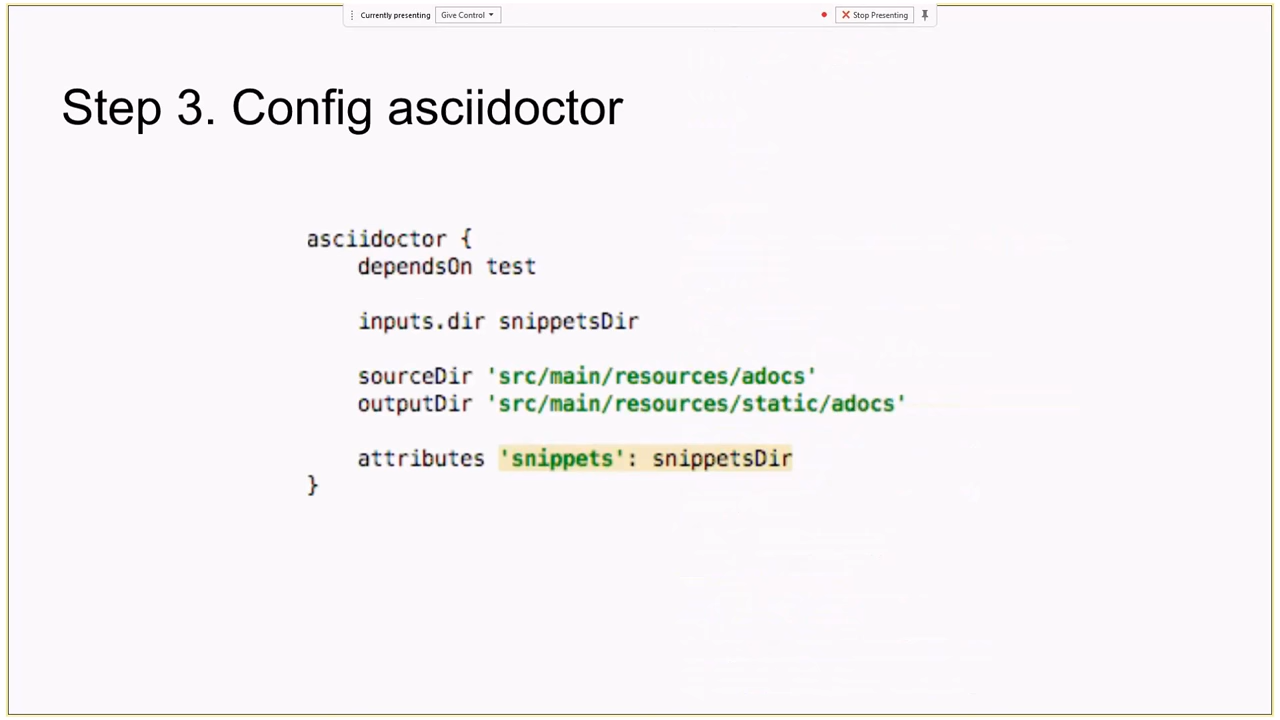 Currently presenting Give Control Stop Presenting
Step 3. Config asciidoctor
asciidoctor {
dependsOn test
inputs.dir snippetsDir
sourceDir 'src/main/resources/adocs'
outputDir 'src/main/resources/static/adocs'
attributes 'snippets': snippetsDir
}